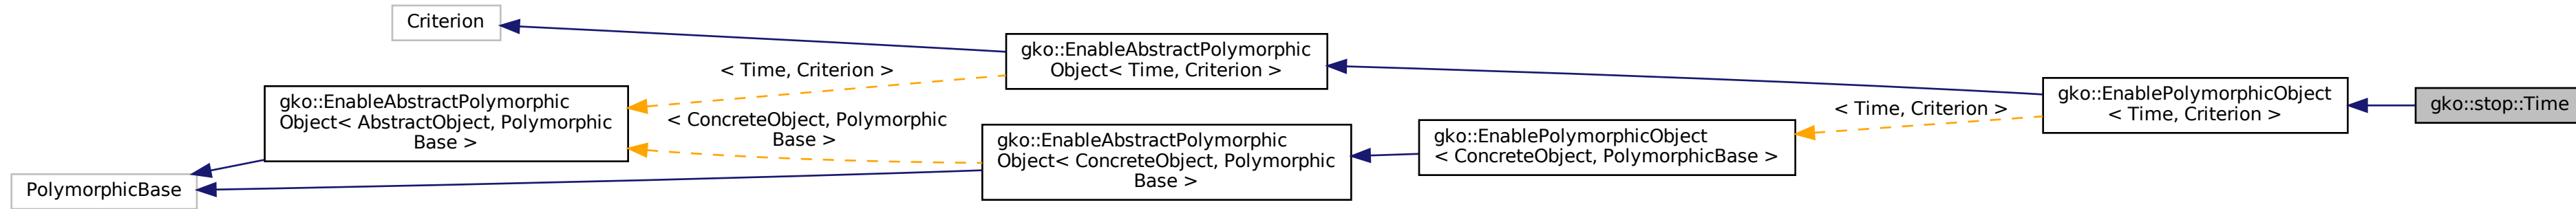 Criterion
gko::EnableAbstractPolymorphic
Object< Time, Criterion >
< Time, Criterion >
gko::EnableAbstractPolymorphic
Object< AbstractObject, Polymorphic
Base >
< ConcreteObject, Polymorphic
Base >
gko::EnablePolymorphicObject
< Time, Criterion >
gko::stop::Time
< Time, Criterion >
gko::EnableAbstractPolymorphic
Object< ConcreteObject, Polymorphic
Base >
gko::EnablePolymorphicObject
< ConcreteObject, PolymorphicBase >
PolymorphicBase